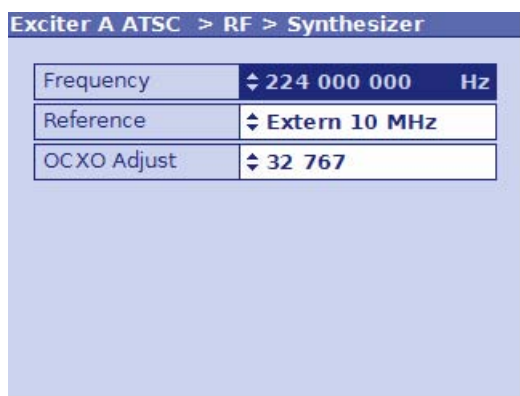 Exciter A ATSC > RF > Synthesizer
Frequency 224 000 000 Hz
Reference Extern 10 MHz
OCXO Adjust 32 767